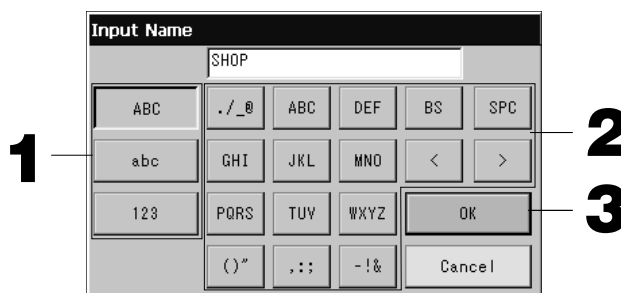 Input Name
SHOP
ABC ./_@ ABC DEF BS SPC
abc GHI JKL MNO < >
123 PQRS TUV WXYZ OK
()" ,:; -!& Cancel
1
2
3